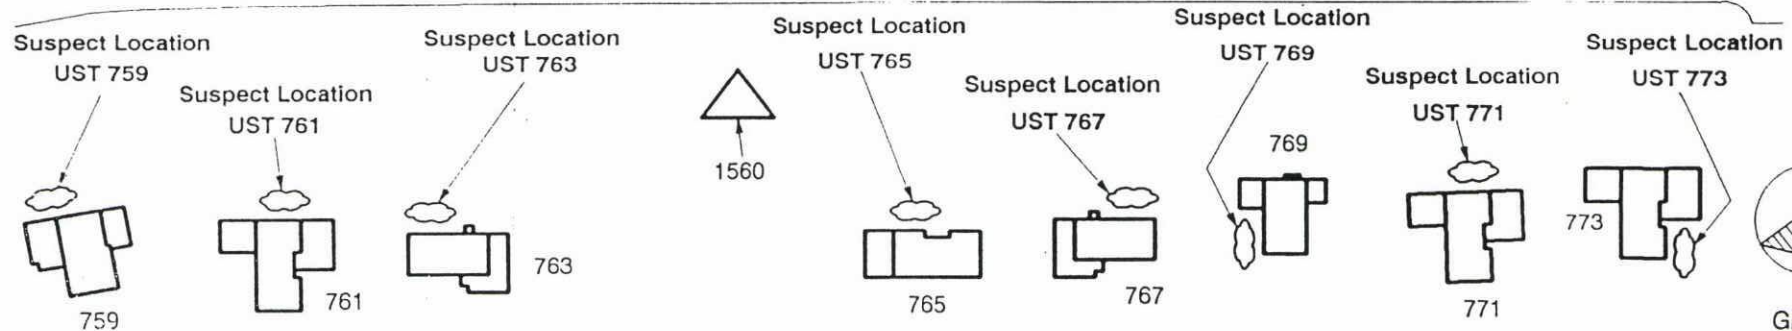 Suspect Location
UST 759
Suspect Location
UST 761
Suspect Location
UST 763
1560
Suspect Location
UST 765
Suspect Location
UST 767
Suspect Location
UST 769
769
Suspect Location
UST 771
Suspect Location
UST 773
773
759
761
763
765
767
771
G